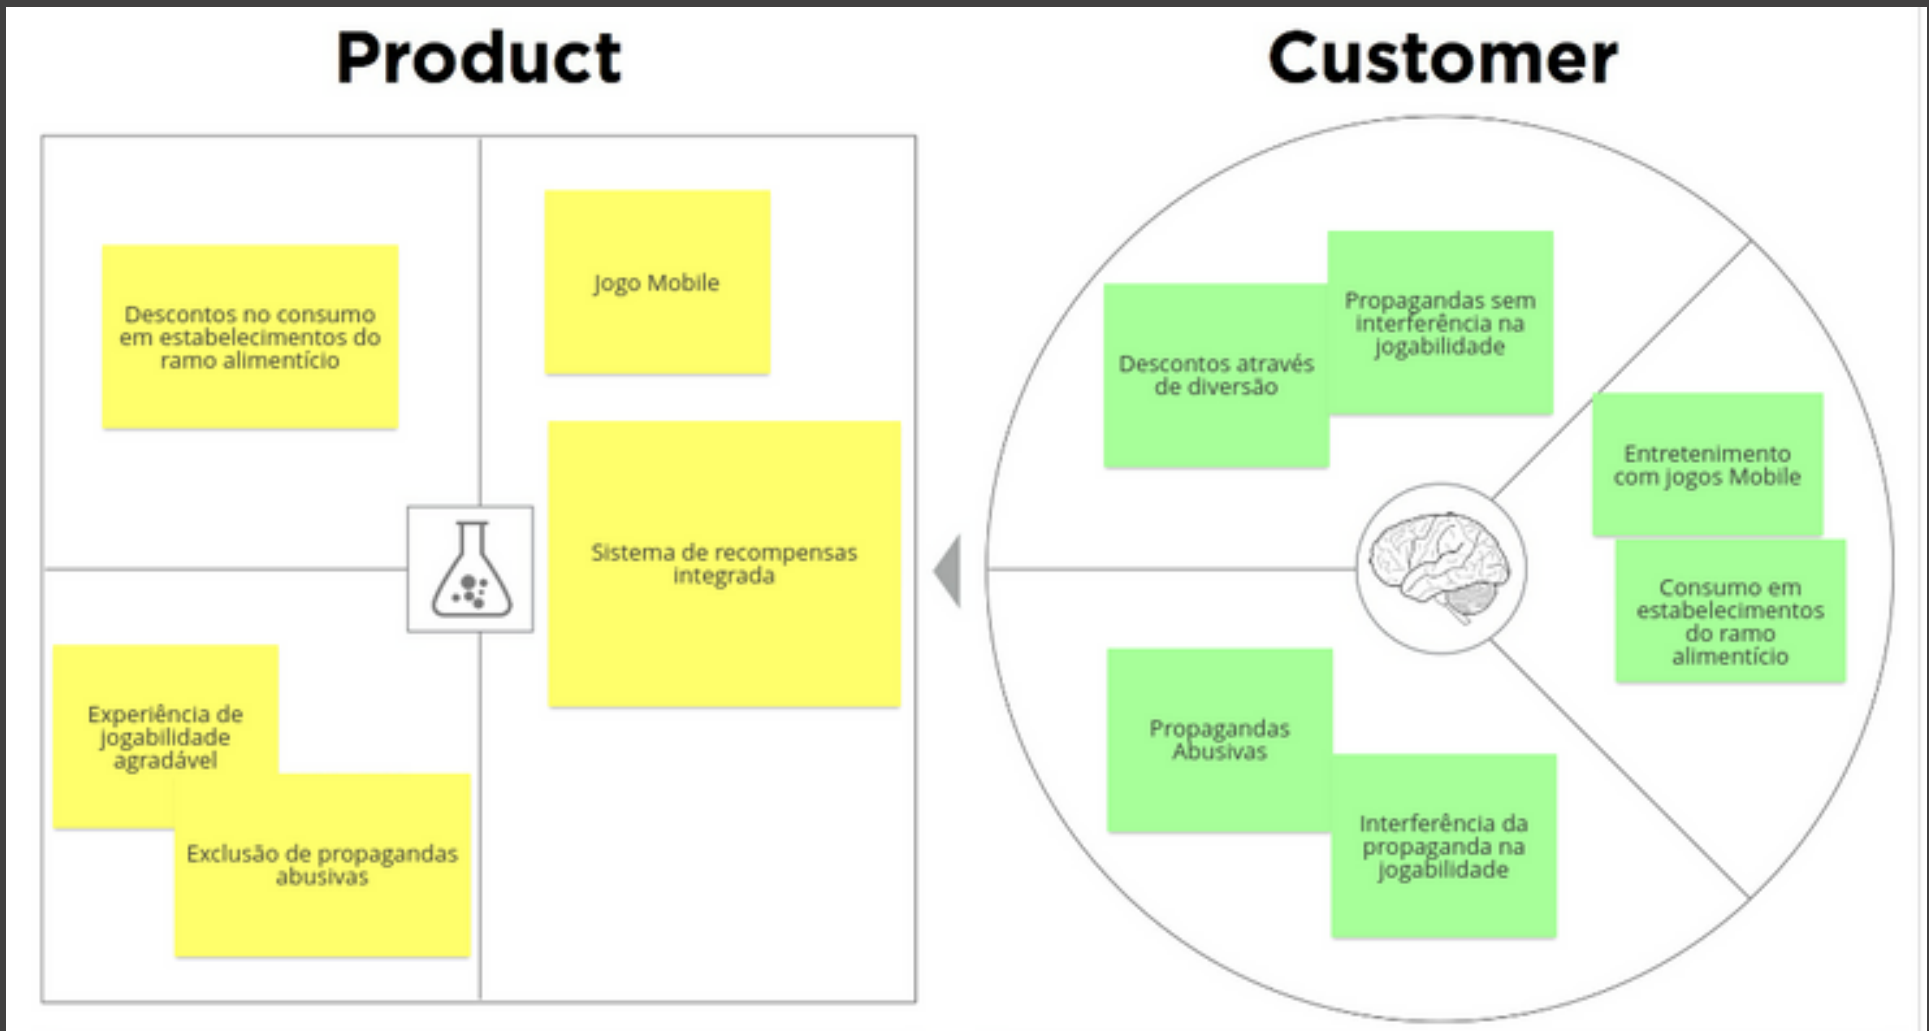 Product
Descontos no consumo
em estabelecimentos do
ramo alimentício
Jogo Mobile
Sistema de recompensas
integrada
Experiência de
jogabilidade
agradável
Exclusão de propagandas
abusivas
Customer
Descontos através
de diversão
Propagandas sem
interferência na
jogabilidade
Entretenimento
com jogos Mobile
Consumo em
estabelecimentos
do ramo
alimentício
Propagandas
Abusivas
Interferência da
propaganda na
jogabilidade